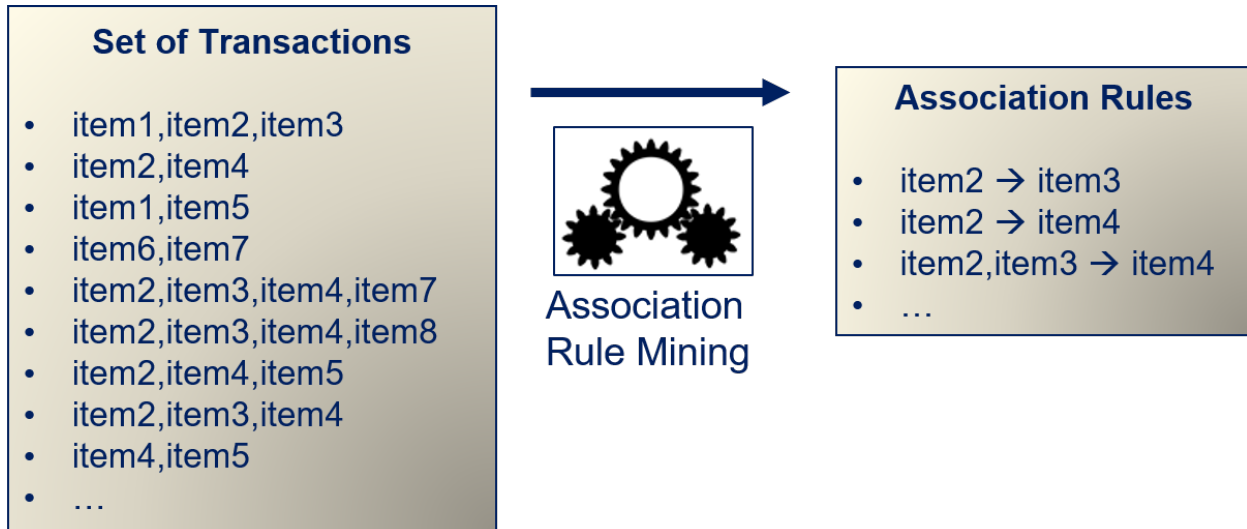 Set of Transactions
• item1,item2,item3
• item2,item4
• item1,item5
• item6,item7
• item2,item3,item4,item7
• item2,item3,item4,item8
• item2,item4,item5
• item2,item3,item4
• item4,item5
• …
Association
Rule Mining
Association Rules
• item2 → item3
• item2 → item4
• item2,item3 → item4
• …